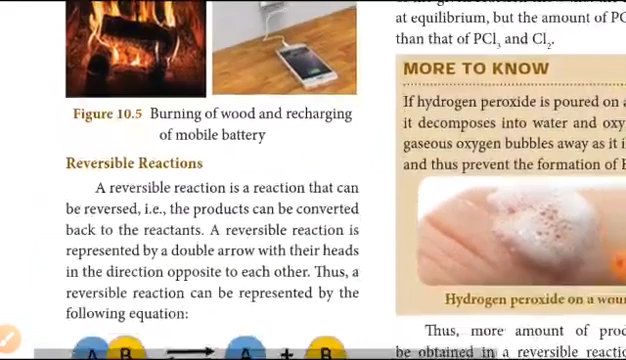 Figure 10.5 Burning of wood and recharging
of mobile battery
Reversible Reactions
A reversible reaction is a reaction that can
be reversed, i.e., the products can be converted
back to the reactants. A reversible reaction is
represented by a double arrow with their heads
in the direction opposite to each other. Thus, a
reversible reaction can be represented by the
following equation:
A B A + B
at equilibrium, but the amount of
than that of PCl₃ and Cl₂.
MORE TO KNOW
If hydrogen peroxide is poured on
it decomposes into water and
gaseous oxygen bubbles away as it
and thus prevent the formation of
Hydrogen peroxide on a
Thus, more amount of
be obtained in a reversible